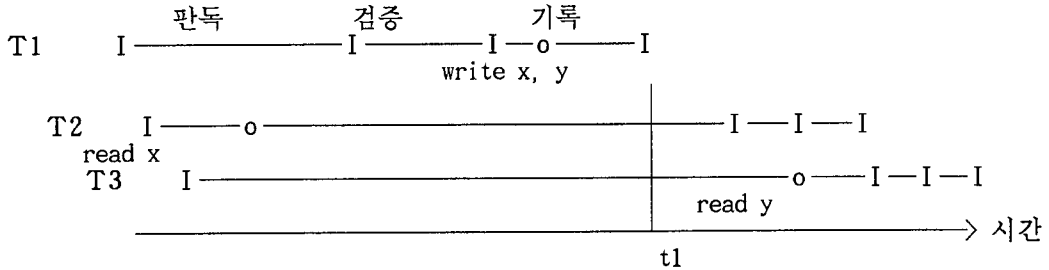 판독 검증 기록
T1 I I I o I
write x, y
T2 I o I I I
read x
T3 I o I I I
read y
시간
t1